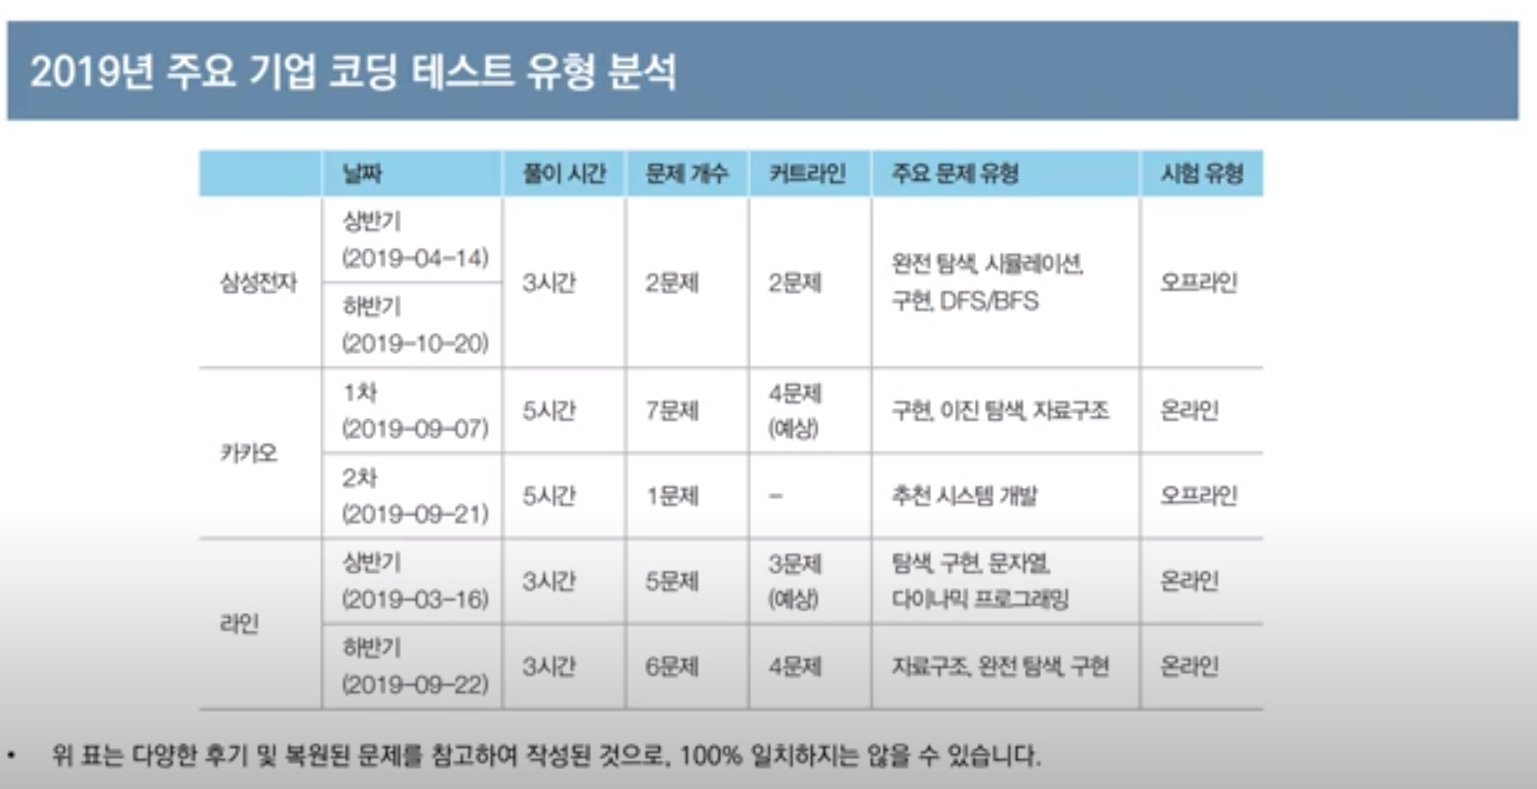 2019년 주요 기업 코딩 테스트 유형 분석
날짜 풀이 시간 문제 개수 커트라인 주요 문제 유형 시험 유형
삼성전자
상반기
(2019-04-14)
하반기
(2019-10-20)
3시간 2문제 2문제
완전 탐색, 시뮬레이션,
구현, DFS/BFS
오프라인
카카오
1차
(2019-09-07)
5시간 7문제
4문제
(예상)
구현, 이진 탐색, 자료구조 온라인
2차
(2019-09-21)
5시간 1문제 - 추천 시스템 개발 오프라인
라인
상반기
(2019-03-16)
3시간 5문제
3문제
(예상)
탐색, 구현, 문자열,
다이나믹 프로그래밍
온라인
하반기
(2019-09-22)
3시간 6문제 4문제 자료구조, 완전 탐색, 구현 온라인
• 위 표는 다양한 후기 및 복원된 문제를 참고하여 작성된 것으로, 100% 일치하지는 않을 수 있습니다.